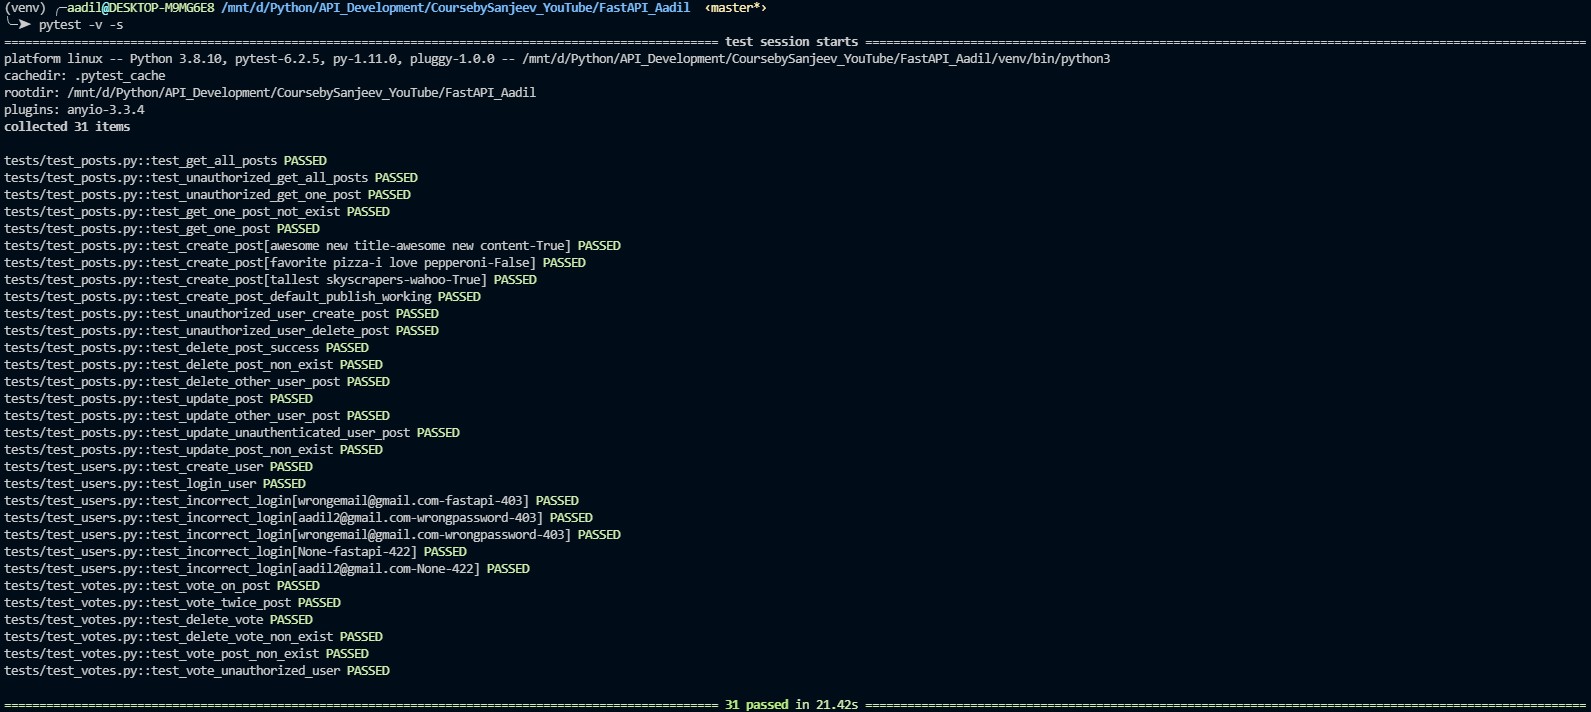 (venv) ╭─aadil@DESKTOP-M9MG6E8 /mnt/d/Python/API_Development/CoursebySanjeev_YouTube/FastAPI_Aadil ‹master*›
╰─➤ pytest -v -s
=============================== test session starts ===============================
platform linux -- Python 3.8.10, pytest-6.2.5, py-1.11.0, pluggy-1.0.0 -- /mnt/d/Python/API_Development/CoursebySanjeev_YouTube/FastAPI_Aadil/venv/bin/python3
cachedir: .pytest_cache
rootdir: /mnt/d/Python/API_Development/CoursebySanjeev_YouTube/FastAPI_Aadil
plugins: anyio-3.3.4
collected 31 items
tests/test_posts.py::test_get_all_posts PASSED
tests/test_posts.py::test_unauthorized_get_all_posts PASSED
tests/test_posts.py::test_unauthorized_get_one_post PASSED
tests/test_posts.py::test_get_one_post_not_exist PASSED
tests/test_posts.py::test_get_one_post PASSED
tests/test_posts.py::test_create_post[awesome new title-awesome new content-True] PASSED
tests/test_posts.py::test_create_post[favorite pizza-i love pepperoni-False] PASSED
tests/test_posts.py::test_create_post[tallest skyscrapers-wahoo-True] PASSED
tests/test_posts.py::test_create_post_default_publish_working PASSED
tests/test_posts.py::test_unauthorized_user_create_post PASSED
tests/test_posts.py::test_unauthorized_user_delete_post PASSED
tests/test_posts.py::test_delete_post_success PASSED
tests/test_posts.py::test_delete_post_non_exist PASSED
tests/test_posts.py::test_delete_other_user_post PASSED
tests/test_posts.py::test_update_post PASSED
tests/test_posts.py::test_update_other_user_post PASSED
tests/test_posts.py::test_update_unauthenticated_user_post PASSED
tests/test_posts.py::test_update_post_non_exist PASSED
tests/test_users.py::test_create_user PASSED
tests/test_users.py::test_login_user PASSED
tests/test_users.py::test_incorrect_login[wrongemail@gmail.com-fastapi-403] PASSED
tests/test_users.py::test_incorrect_login[aadil2@gmail.com-wrongpassword-403] PASSED
tests/test_users.py::test_incorrect_login[wrongemail@gmail.com-wrongpassword-403] PASSED
tests/test_users.py::test_incorrect_login[None-fastapi-422] PASSED
tests/test_users.py::test_incorrect_login[aadil2@gmail.com-None-422] PASSED
tests/test_votes.py::test_vote_on_post PASSED
tests/test_votes.py::test_vote_twice_post PASSED
tests/test_votes.py::test_delete_vote PASSED
tests/test_votes.py::test_delete_vote_non_exist PASSED
tests/test_votes.py::test_vote_post_non_exist PASSED
tests/test_votes.py::test_vote_unauthorized_user PASSED
=============================== 31 passed in 21.42s ===============================